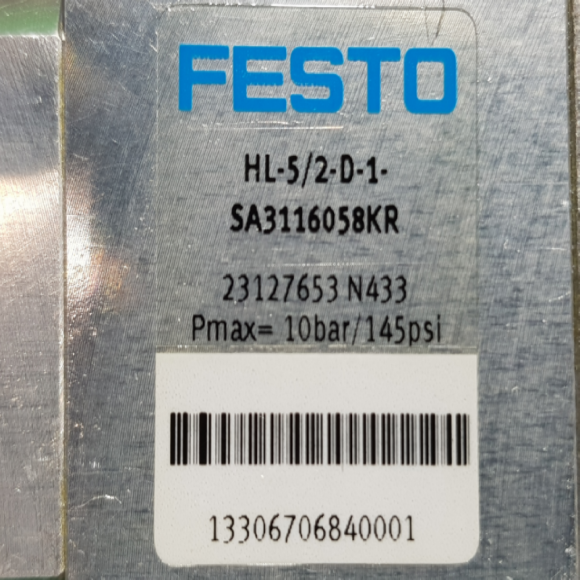 FESTO
HL-5/2-D-1-
SA3116058KR
23127653 N433
Pmax= 10bar/145psi
13306706840001